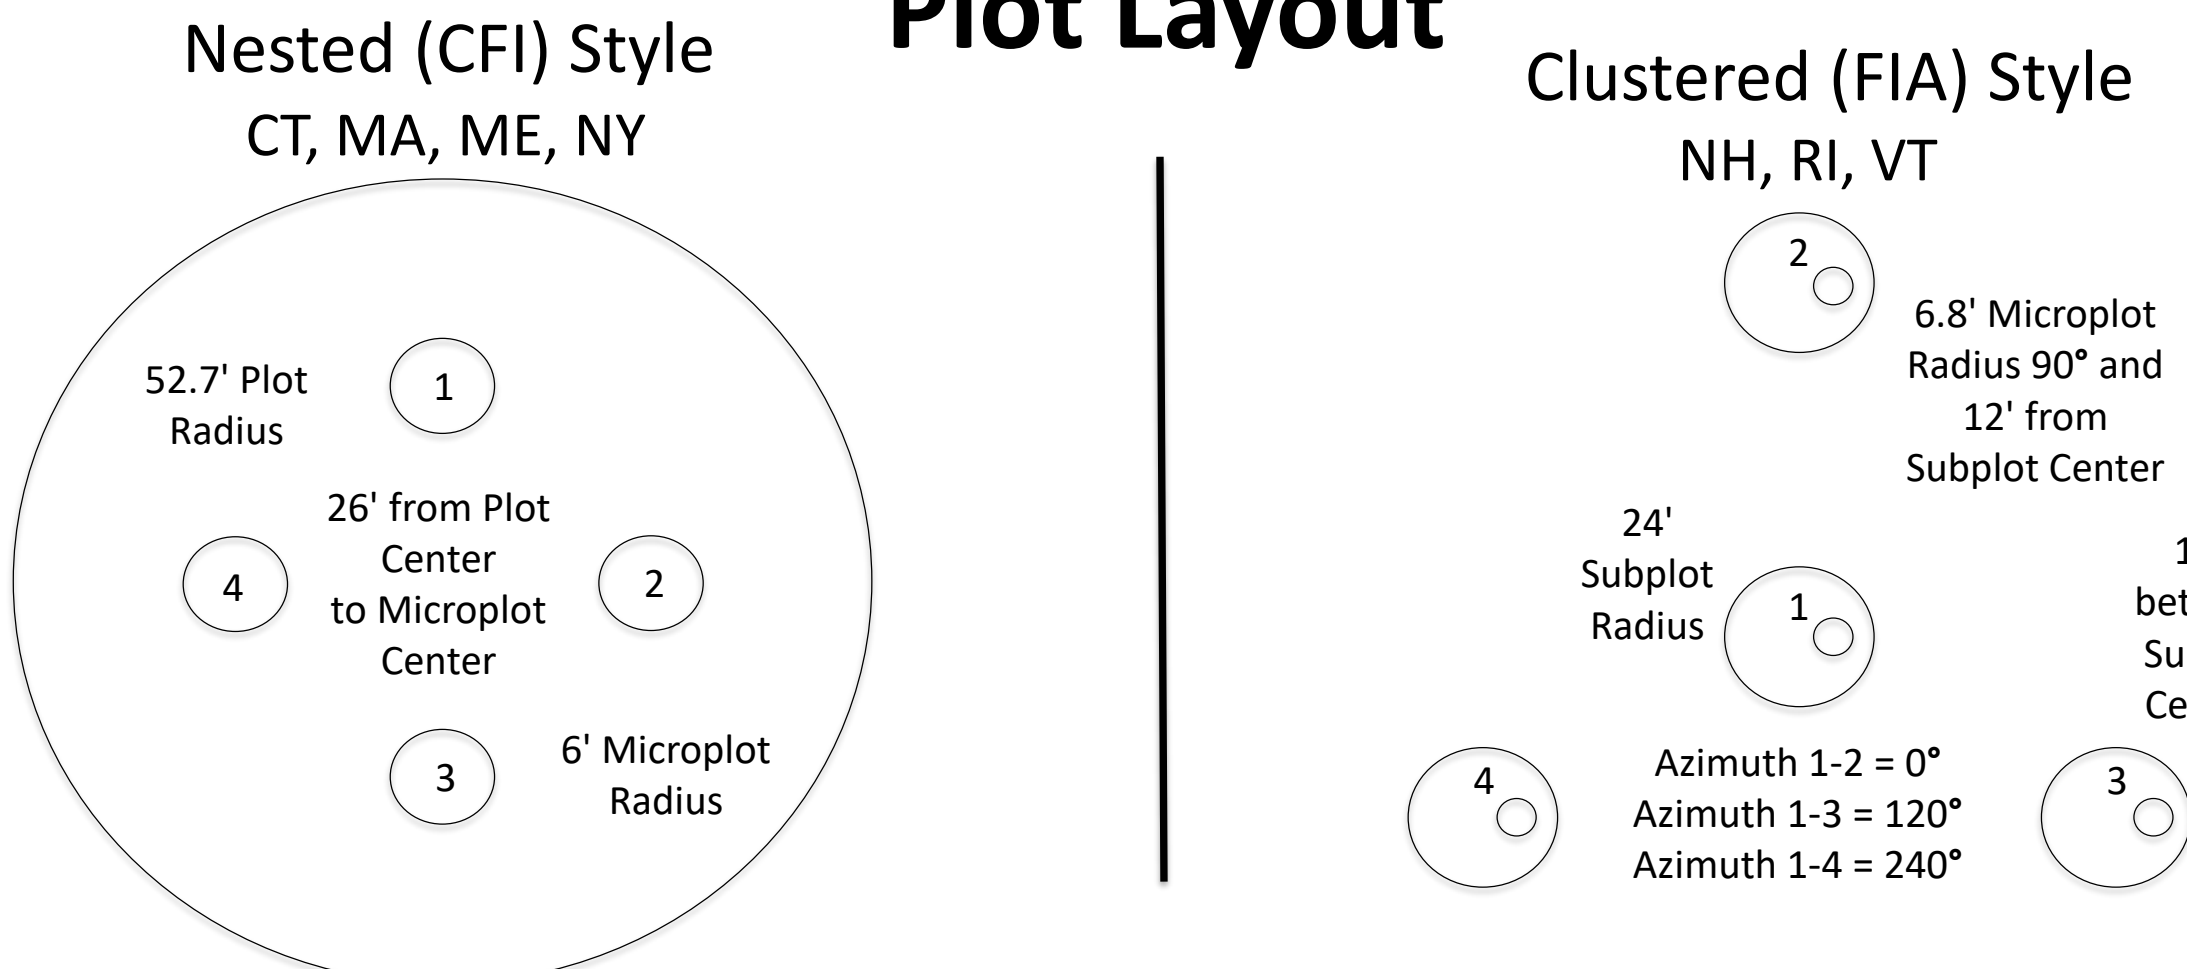 Plot Layout
Nested (CFI) Style
CT, MA, ME, NY
1
52.7' Plot
Radius
26' from Plot
Center
to Microplot
Center
4
2
3
6' Microplot
Radius
Clustered (FIA) Style
NH, RI, VT
2
6.8' Microplot
Radius 90° and
12' from
Subplot Center
24'
Subplot
Radius
1
4
Azimuth 1-2 = 0°
Azimuth 1-3 = 120°
Azimuth 1-4 = 240°
3